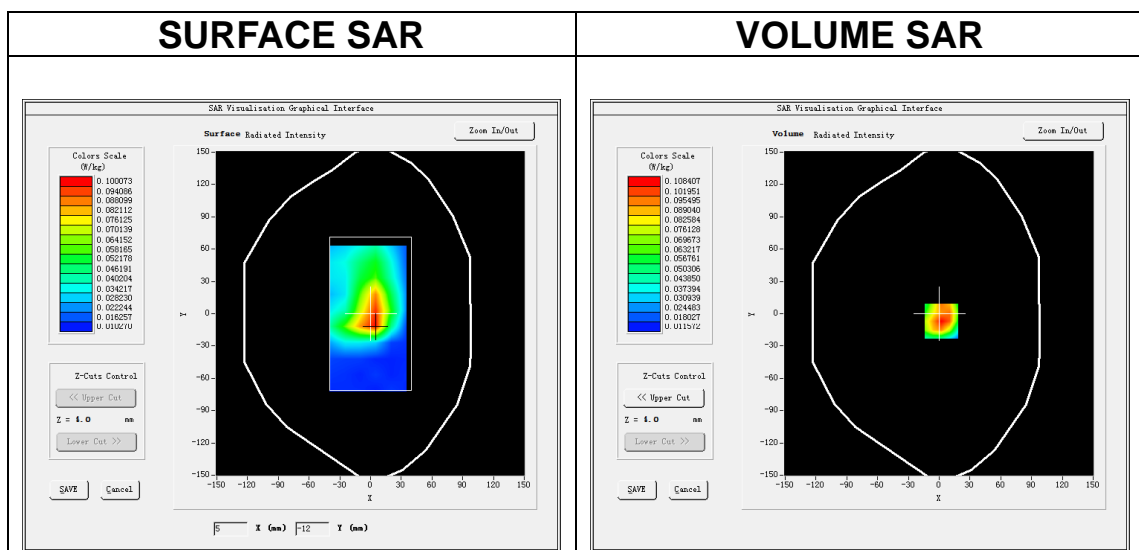 SURFACE SAR
VOLUME SAR
SAR Visualisation Graphical Interface
Surface Radiated Intensity
Zoom In/Out
Colors Scale
(W/kg)
0.100073
0.094086
0.088099
0.082112
0.076125
0.070139
0.064152
0.058165
0.052178
0.046191
0.040204
0.034217
0.028230
0.022244
0.016257
0.010270
Z-Cuts Control
<< Upper Cut
Z = 4.0 mm
Lower Cut >>
SAVE
Cancel
150
120
90
60
30
0
-30
-60
-90
-120
-150
Y
-150 -120 -90 -60 -30 0 30 60 90 120 150
X
5 X (mm) -12 Y (mm)
SAR Visualisation Graphical Interface
Volume Radiated Intensity
Zoom In/Out
Colors Scale
(W/kg)
0.108407
0.101951
0.095495
0.089040
0.082584
0.076128
0.069673
0.063217
0.056761
0.050306
0.043850
0.037394
0.030939
0.024483
0.018027
0.011572
Z-Cuts Control
<< Upper Cut
Z = 4.0 mm
Lower Cut >>
SAVE
Cancel
150
120
90
60
30
0
-30
-60
-90
-120
-150
Y
-150 -120 -90 -60 -30 0 30 60 90 120 150
X